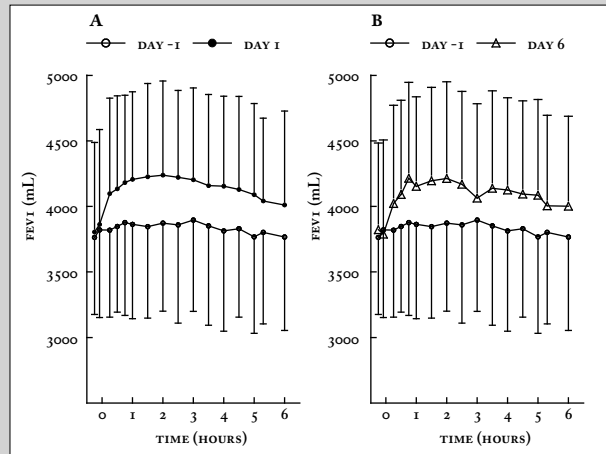 A
DAY -1 DAY 1
5000
4500
4000
3500
3000
FEV1 (mL)
0 1 2 3 4 5 6
TIME (HOURS)
B
DAY -1 DAY 6
5000
4500
4000
3500
3000
FEV1 (mL)
0 1 2 3 4 5 6
TIME (HOURS)